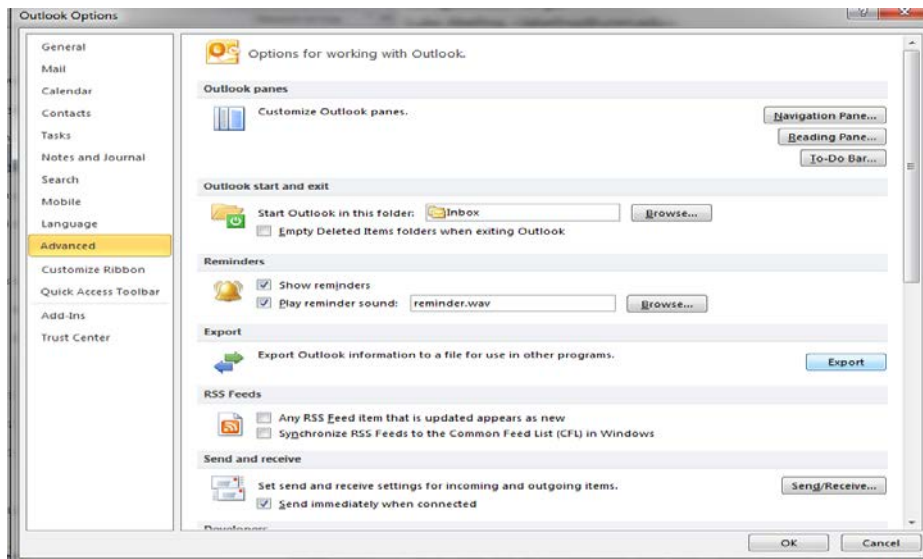 Outlook Options
General
Mail
Calendar
Contacts
Tasks
Notes and Journal
Search
Mobile
Language
Advanced
Customize Ribbon
Quick Access Toolbar
Add-Ins
Trust Center
Options for working with Outlook.
Outlook panes
Customize Outlook panes.
Navigation Pane...
Reading Pane...
To-Do Bar...
Outlook start and exit
Start Outlook in this folder: Inbox Browse...
Empty Deleted Items folders when exiting Outlook
Reminders
Show reminders
Play reminder sound: reminder.wav Browse...
Export
Export Outlook information to a file for use in other programs.
Export
RSS Feeds
Any RSS Feed item that is updated appears as new
Synchronize RSS Feeds to the Common Feed List (CFL) in Windows
Send and receive
Set send and receive settings for incoming and outgoing items. Send/Receive...
Send immediately when connected
Developers
OK Cancel